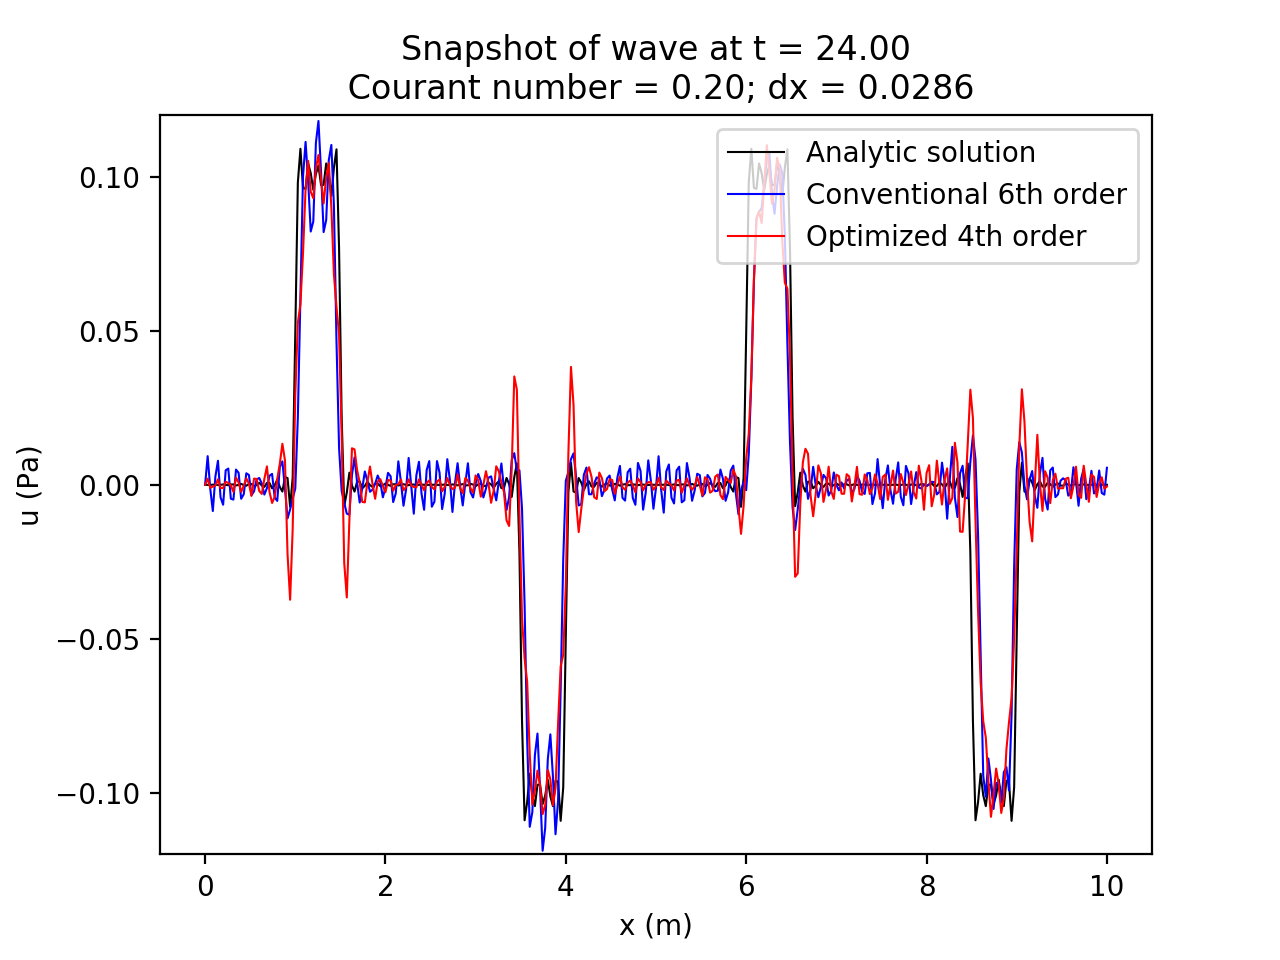 Snapshot of wave at t = 24.00
Courant number = 0.20; dx = 0.0286
Analytic solution
Conventional 6th order
Optimized 4th order
0.10
0.05
0.00
−0.05
−0.10
u (Pa)
0 2 4 6 8 10
x (m)